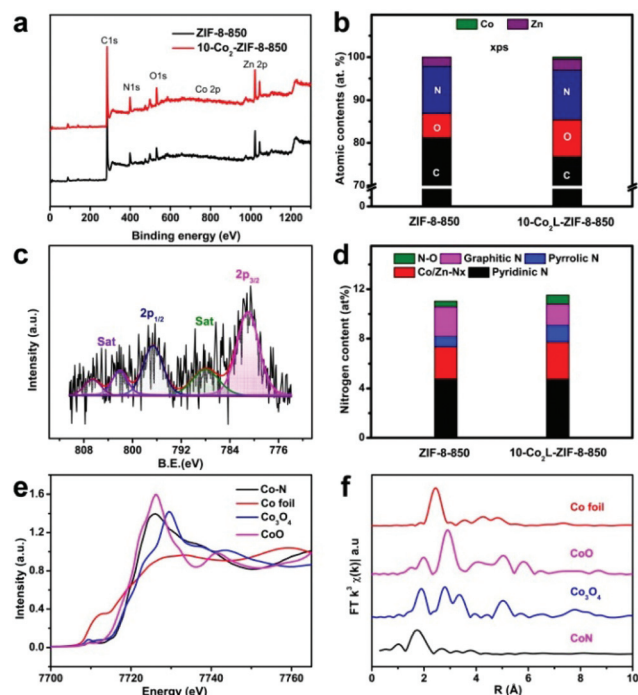 a
ZIF-8-850
10-Co2-ZIF-8-850
C1s
N1s
O1s
Co 2p
Zn 2p
Intensity (a.u.)
0 200 400 600 800 1000 1200
Binding energy (eV)
b
Co Zn
xps
Atomic contents (at. %)
100
90
80
70
0
N
O
C
N
O
C
ZIF-8-850 10-Co2L-ZIF-8-850
c
2p3/2
2p1/2
Sat
Sat
Intensity (a.u.)
808 800 792 784 776
B.E.(eV)
d
N-O Graphitic N Pyrrolic N
Co/Zn-Nx Pyridinic N
Nitrogen content (at%)
12
8
4
0
ZIF-8-850 10-Co2L-ZIF-8-850
e
Co-N
Co foil
Co3O4
CoO
Intensity (a.u.)
1.6
1.2
0.8
0.4
0.0
7700 7720 7740 7760
Energy (eV)
f
Co foil
CoO
Co3O4
CoN
FT k3 χ(k)| a.u
0 2 4 6 8 10
R (Å)